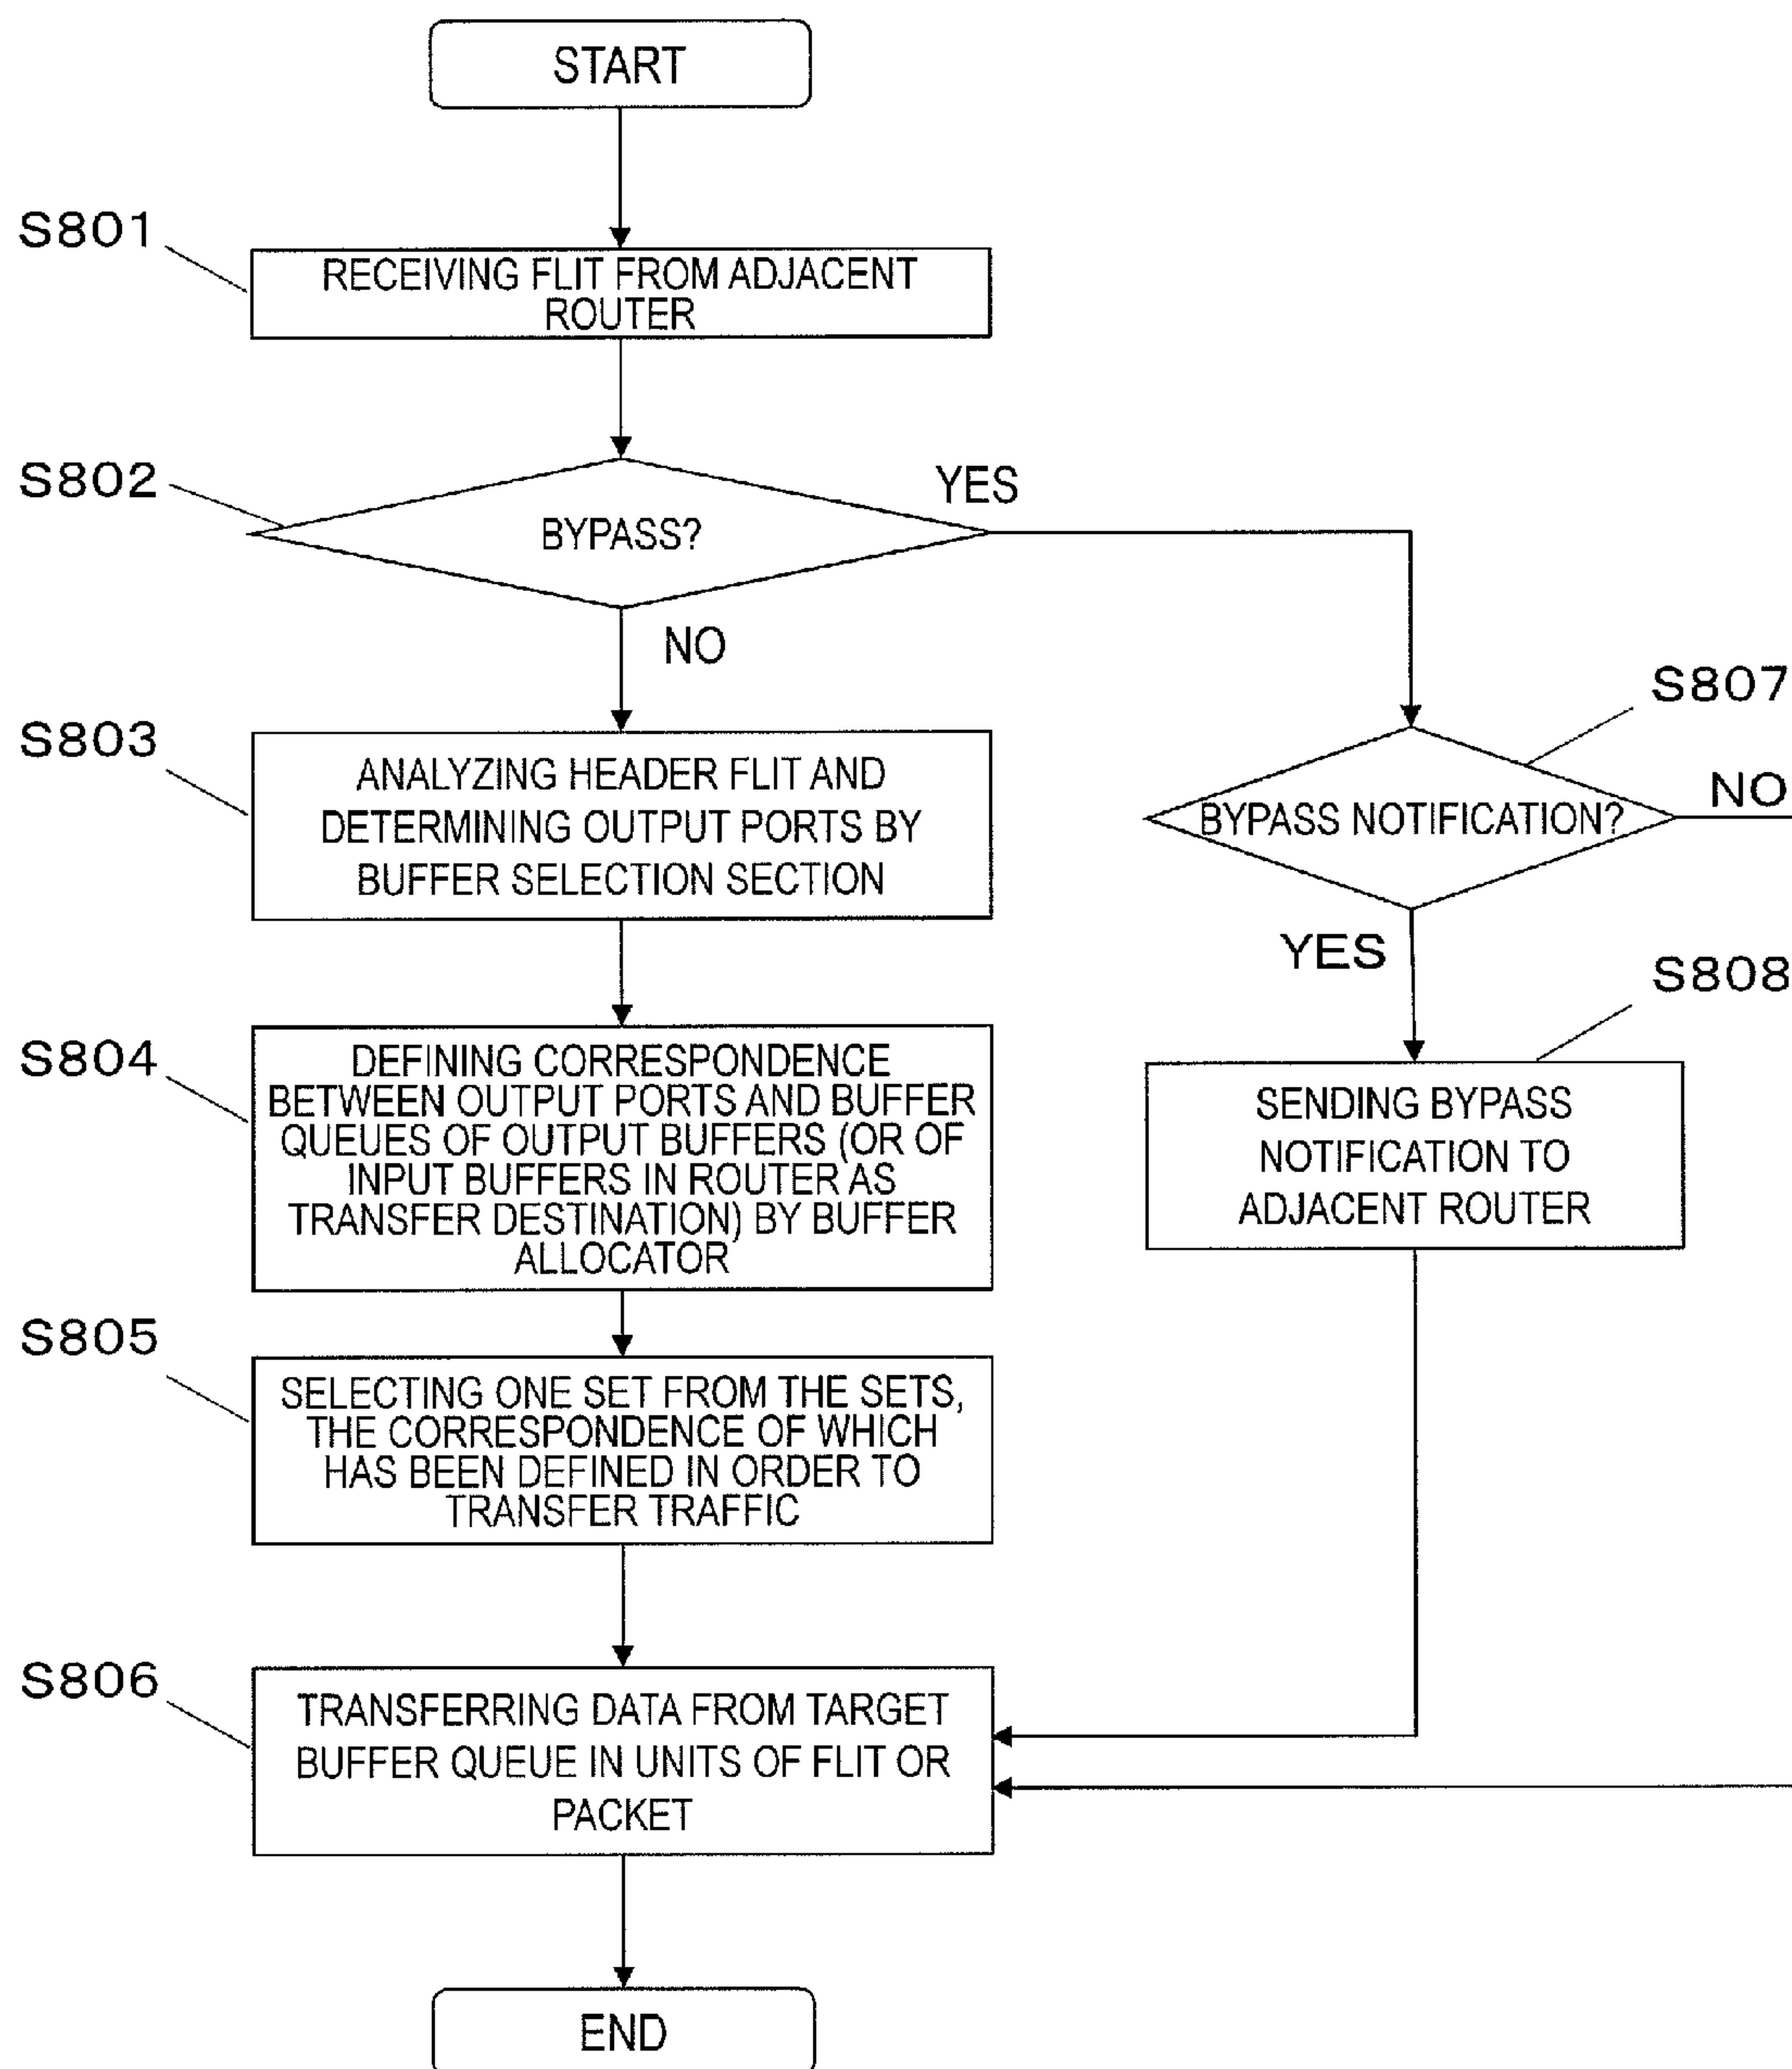 START
S801
RECEIVING FLIT FROM ADJACENT
ROUTER
S802
BYPASS?
YES
NO
S803
ANALYZING HEADER FLIT AND
DETERMINING OUTPUT PORTS BY
BUFFER SELECTION SECTION
S807
BYPASS NOTIFICATION?
NO
YES
S804
DEFINING CORRESPONDENCE
BETWEEN OUTPUT PORTS AND BUFFER
QUEUES OF OUTPUT BUFFERS (OR OF
INPUT BUFFERS IN ROUTER AS
TRANSFER DESTINATION) BY BUFFER
ALLOCATOR
S808
SENDING BYPASS
NOTIFICATION TO
ADJACENT ROUTER
S805
SELECTING ONE SET FROM THE SETS,
THE CORRESPONDENCE OF WHICH
HAS BEEN DEFINED IN ORDER TO
TRANSFER TRAFFIC
S806
TRANSFERRING DATA FROM TARGET
BUFFER QUEUE IN UNITS OF FLIT OR
PACKET
END